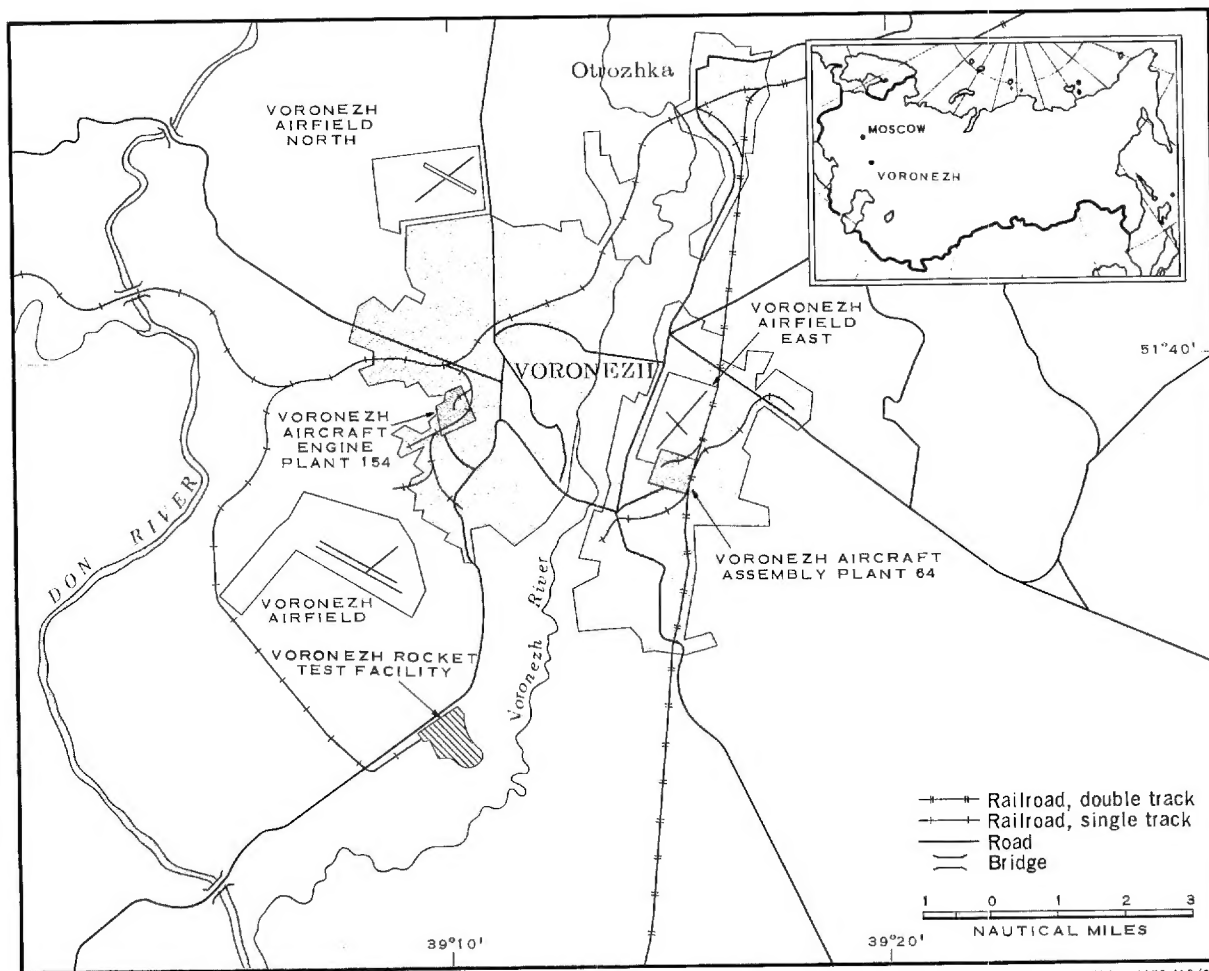 Otrozhka
VORONEZH
AIRFIELD
NORTH
MOSCOW
VORONEZH
VORONEZH
AIRFIELD
EAST
51°40'
VORONEZH
VORONEZH
AIRCRAFT
ENGINE
PLANT 154
DON RIVER
VORONEZH AIRCRAFT
ASSEMBLY PLANT 64
VORONEZH
AIRFIELD
Voronezh River
VORONEZH ROCKET
TEST FACILITY
Railroad, double track
Railroad, single track
Road
Bridge
1 0 1 2 3
NAUTICAL MILES
39°10'
39°20'